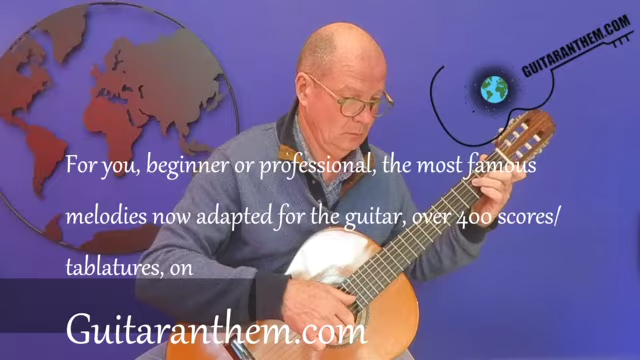 GUITARANTHEM.COM
For you, beginner or professional, the most famous
melodies now adapted for the guitar, over 400 scores/
tablatures, on
Guitaranthem.com